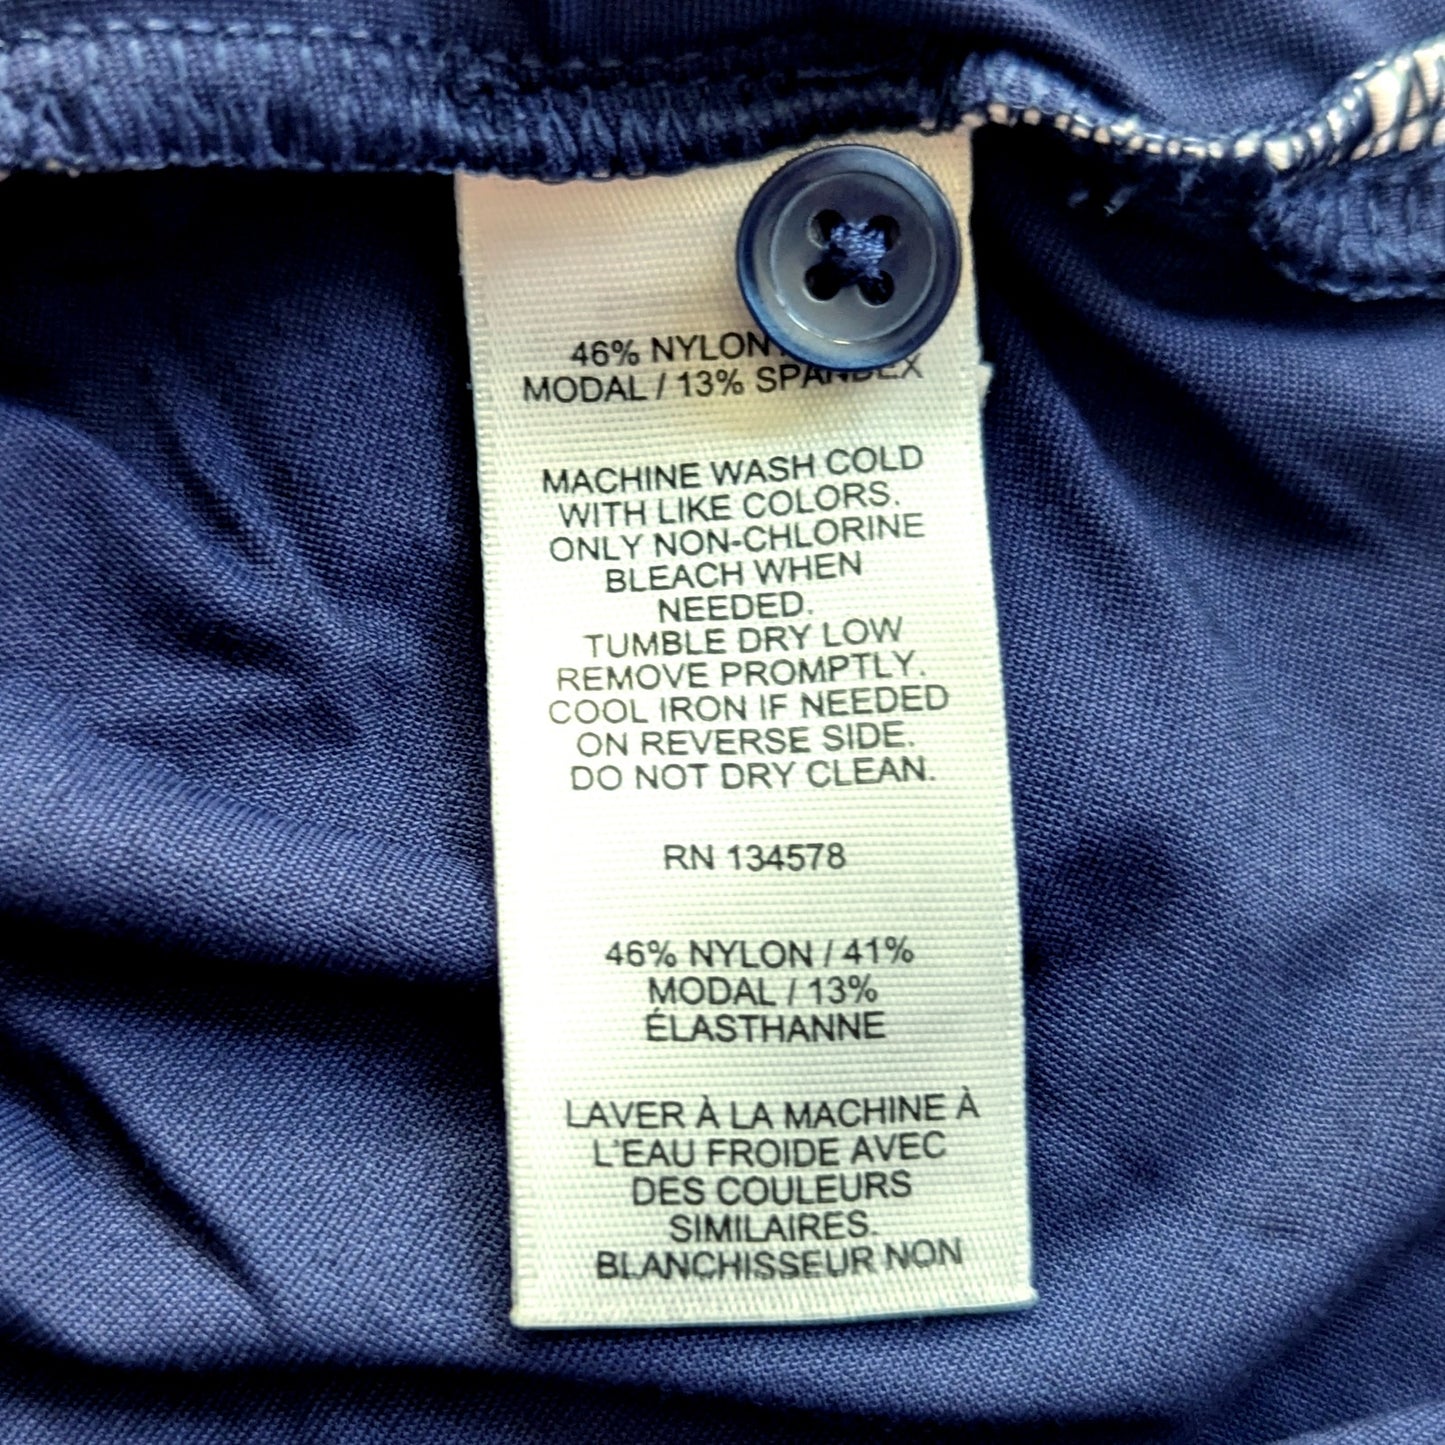 46% NYLON
MODAL / 13% SPANDEX
MACHINE WASH COLD
WITH LIKE COLORS.
ONLY NON-CHLORINE
BLEACH WHEN
NEEDED.
TUMBLE DRY LOW
REMOVE PROMPTLY.
COOL IRON IF NEEDED
ON REVERSE SIDE.
DO NOT DRY CLEAN.
RN 134578
46% NYLON / 41%
MODAL / 13%
ÉLASTHANNE
LAVER À LA MACHINE À
L'EAU FROIDE AVEC
DES COULEURS
SIMILAIRES.
BLANCHISSEUR NON